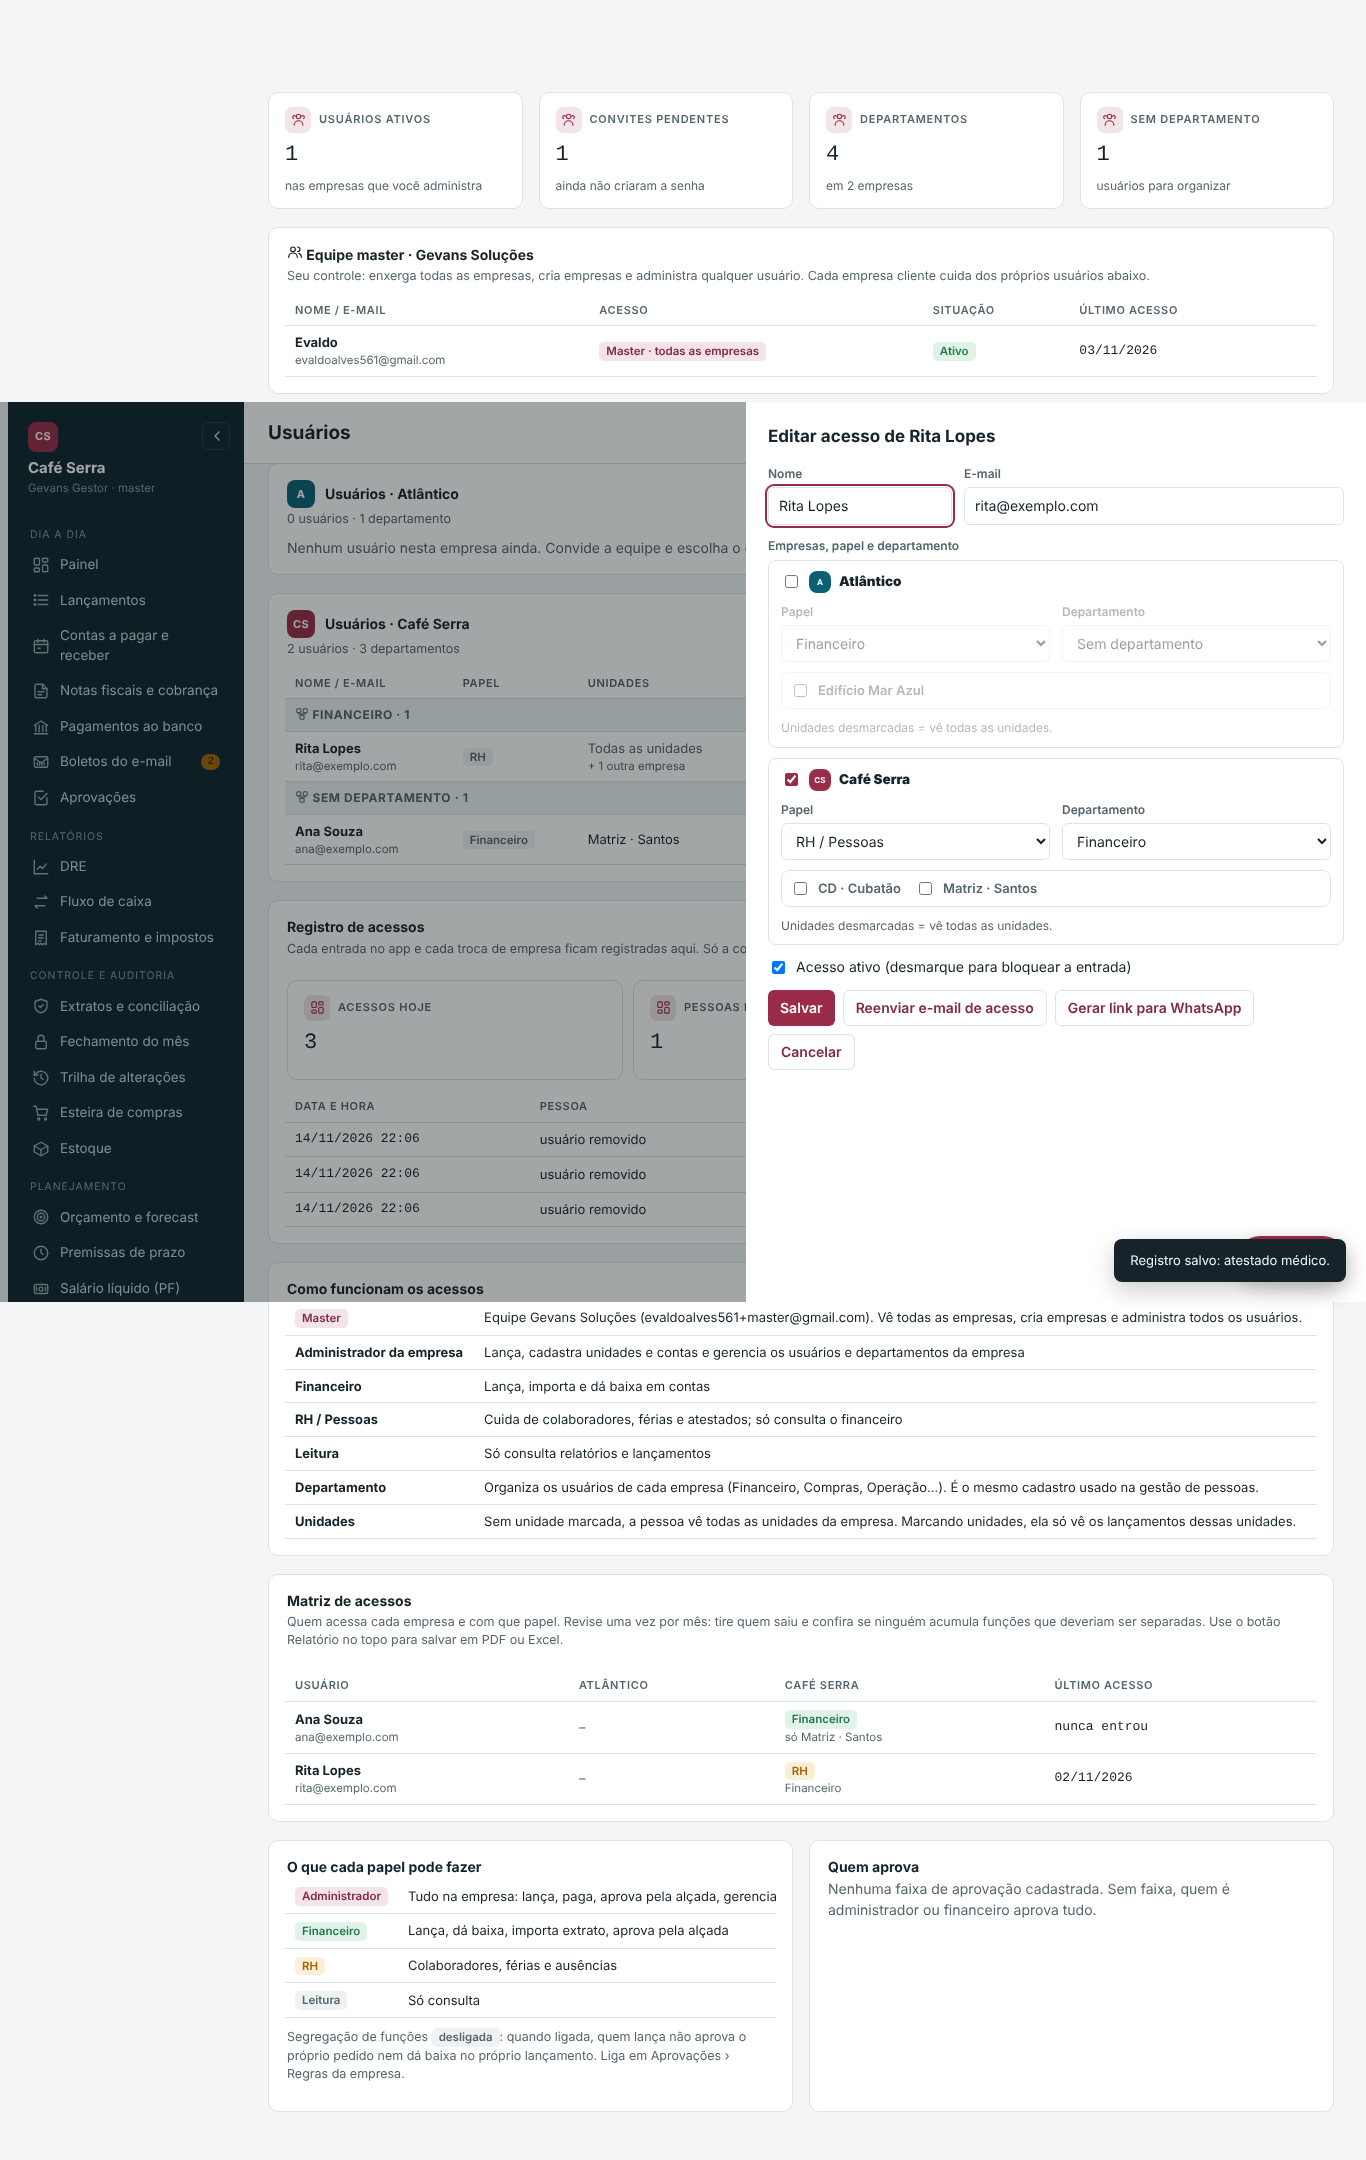 USUÁRIOS ATIVOS
1
nas empresas que você administra
CONVITES PENDENTES
1
ainda não criaram a senha
DEPARTAMENTOS
4
em 2 empresas
SEM DEPARTAMENTO
1
usuários para organizar
Equipe master · Gevans Soluções
Seu controle: enxerga todas as empresas, cria empresas e administra qualquer usuário. Cada empresa cliente cuida dos próprios usuários abaixo.
NOME / E-MAIL ACESSO SITUAÇÃO ÚLTIMO ACESSO
Evaldo
evaldoalves561@gmail.com
Master · todas as empresas
Ativo
03/11/2026
CS
Café Serra
Gevans Gestor · master
DIA A DIA
Painel
Lançamentos
Contas a pagar e
receber
Notas fiscais e cobrança
Pagamentos ao banco
Boletos do e-mail 2
Aprovações
RELATÓRIOS
DRE
Fluxo de caixa
Faturamento e impostos
CONTROLE E AUDITORIA
Extratos e conciliação
Fechamento do mês
Trilha de alterações
Esteira de compras
Estoque
PLANEJAMENTO
Orçamento e forecast
Premissas de prazo
Salário líquido (PF)
Usuários
A Usuários · Atlântico
0 usuários · 1 departamento
Nenhum usuário nesta empresa ainda. Convide a equipe e escolha o
CS Usuários · Café Serra
2 usuários · 3 departamentos
NOME / E-MAIL PAPEL UNIDADES
FINANCEIRO · 1
Rita Lopes
rita@exemplo.com
RH
Todas as unidades
+ 1 outra empresa
SEM DEPARTAMENTO · 1
Ana Souza
ana@exemplo.com
Financeiro
Matriz · Santos
Registro de acessos
Cada entrada no app e cada troca de empresa ficam registradas aqui. Só a co
ACESSOS HOJE
3
PESSOAS
1
DATA E HORA PESSOA
14/11/2026 22:06 usuário removido
14/11/2026 22:06 usuário removido
14/11/2026 22:06 usuário removido
Editar acesso de Rita Lopes
Nome E-mail
Rita Lopes rita@exemplo.com
Empresas, papel e departamento
A Atlântico
Papel Departamento
Financeiro Sem departamento
Edifício Mar Azul
Unidades desmarcadas = vê todas as unidades.
CS Café Serra
Papel Departamento
RH / Pessoas Financeiro
CD · Cubatão Matriz · Santos
Unidades desmarcadas = vê todas as unidades.
Acesso ativo (desmarque para bloquear a entrada)
Salvar Reenviar e-mail de acesso Gerar link para WhatsApp
Cancelar
Registro salvo: atestado médico.
Como funcionam os acessos
Master Equipe Gevans Soluções (evaldoalves561+master@gmail.com). Vê todas as empresas, cria empresas e administra todos os usuários.
Administrador da empresa Lança, cadastra unidades e contas e gerencia os usuários e departamentos da empresa
Financeiro Lança, importa e dá baixa em contas
RH / Pessoas Cuida de colaboradores, férias e atestados; só consulta o financeiro
Leitura Só consulta relatórios e lançamentos
Departamento Organiza os usuários de cada empresa (Financeiro, Compras, Operação...). É o mesmo cadastro usado na gestão de pessoas.
Unidades Sem unidade marcada, a pessoa vê todas as unidades da empresa. Marcando unidades, ela só vê os lançamentos dessas unidades.
Matriz de acessos
Quem acessa cada empresa e com que papel. Revise uma vez por mês: tire quem saiu e confira se ninguém acumula funções que deveriam ser separadas. Use o botão
Relatório no topo para salvar em PDF ou Excel.
USUÁRIO ATLÂNTICO CAFÉ SERRA ÚLTIMO ACESSO
Ana Souza
ana@exemplo.com
–
Financeiro
só Matriz · Santos
nunca entrou
Rita Lopes
rita@exemplo.com
–
RH
Financeiro
02/11/2026
O que cada papel pode fazer
Administrador Tudo na empresa: lança, paga, aprova pela alçada, gerencia
Financeiro Lança, dá baixa, importa extrato, aprova pela alçada
RH Colaboradores, férias e ausências
Leitura Só consulta
Segregação de funções desligada: quando ligada, quem lança não aprova o
próprio pedido nem dá baixa no próprio lançamento. Liga em Aprovações ›
Regras da empresa.
Quem aprova
Nenhuma faixa de aprovação cadastrada. Sem faixa, quem é
administrador ou financeiro aprova tudo.